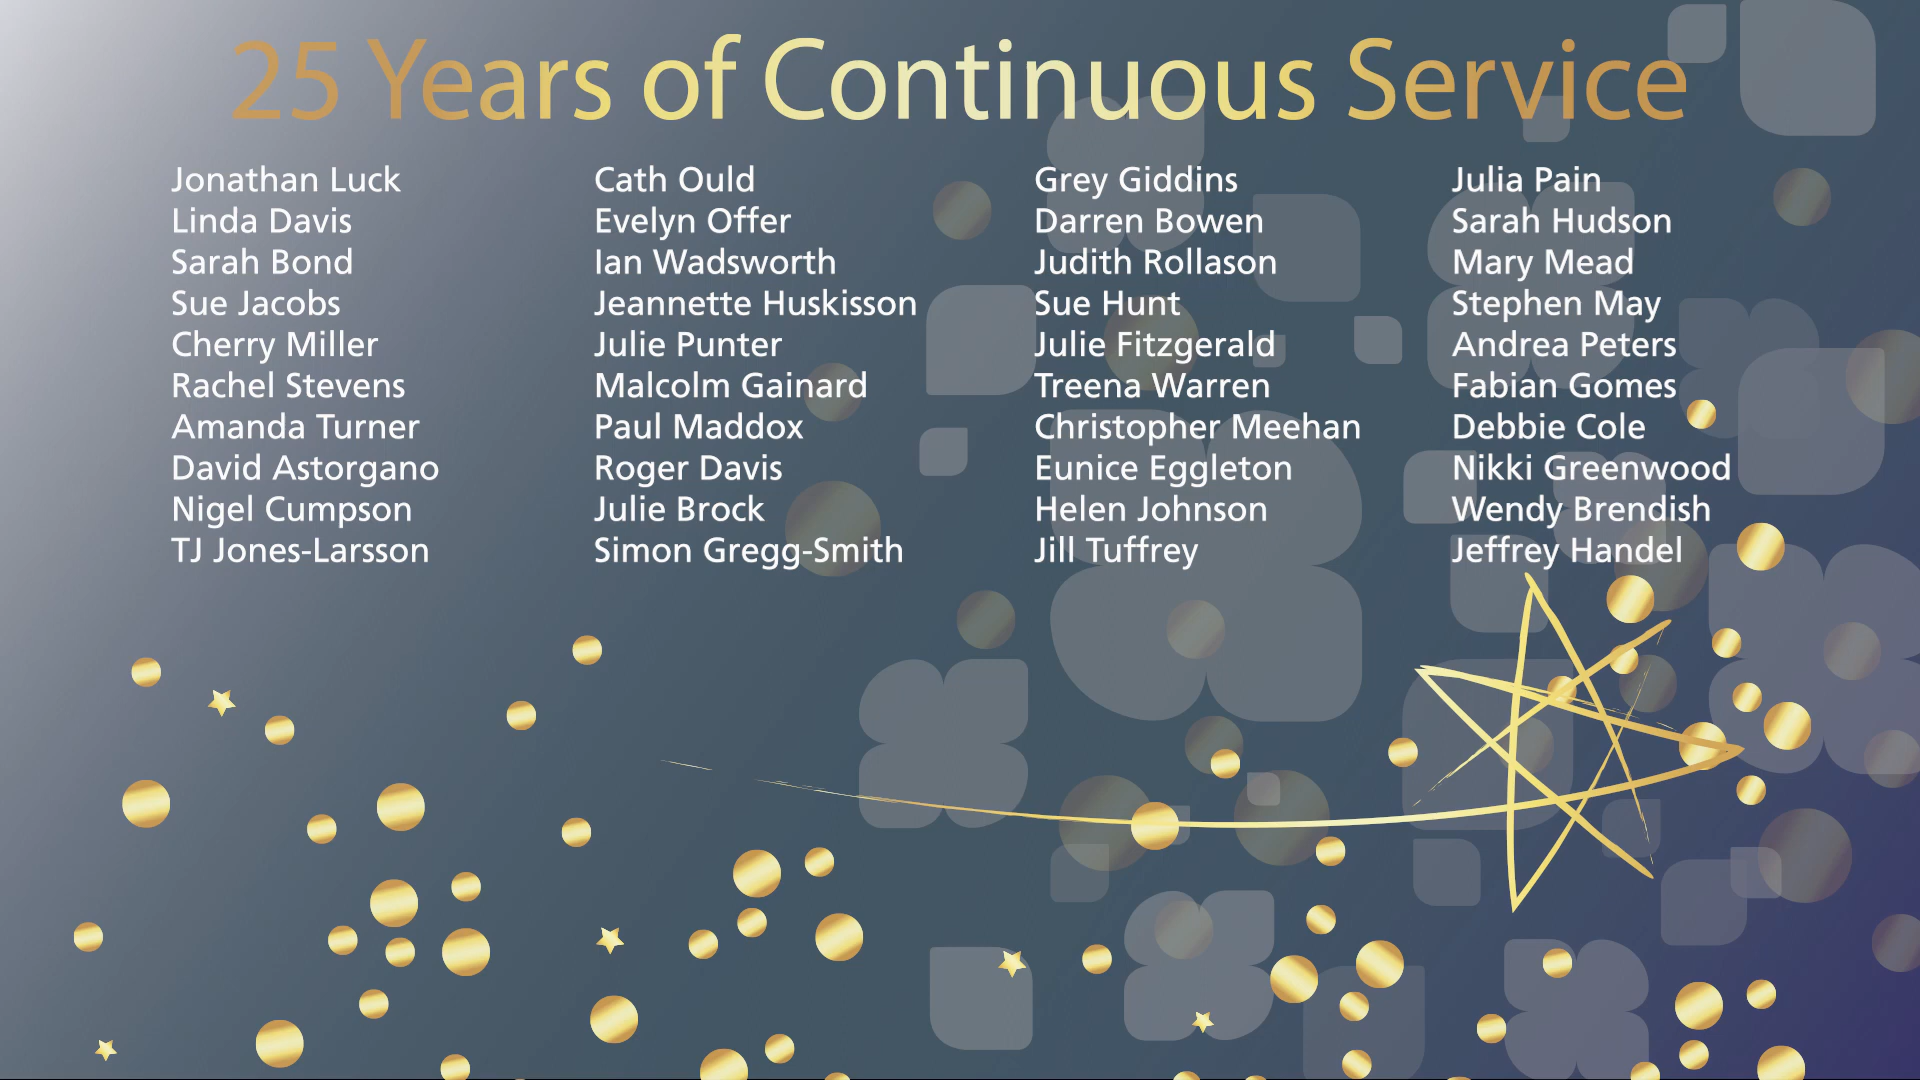 25 Years of Continuous Service
Jonathan Luck
Linda Davis
Sarah Bond
Sue Jacobs
Cherry Miller
Rachel Stevens
Amanda Turner
David Astorgano
Nigel Cumpson
TJ Jones-Larsson
Cath Ould
Evelyn Offer
Ian Wadsworth
Jeannette Huskisson
Julie Punter
Malcolm Gainard
Paul Maddox
Roger Davis
Julie Brock
Simon Gregg-Smith
Grey Giddins
Darren Bowen
Judith Rollason
Sue Hunt
Julie Fitzgerald
Treena Warren
Christopher Meehan
Eunice Eggleton
Helen Johnson
Jill Tuffrey
Julia Pain
Sarah Hudson
Mary Mead
Stephen May
Andrea Peters
Fabian Gomes
Debbie Cole
Nikki Greenwood
Wendy Brendish
Jeffrey Handel